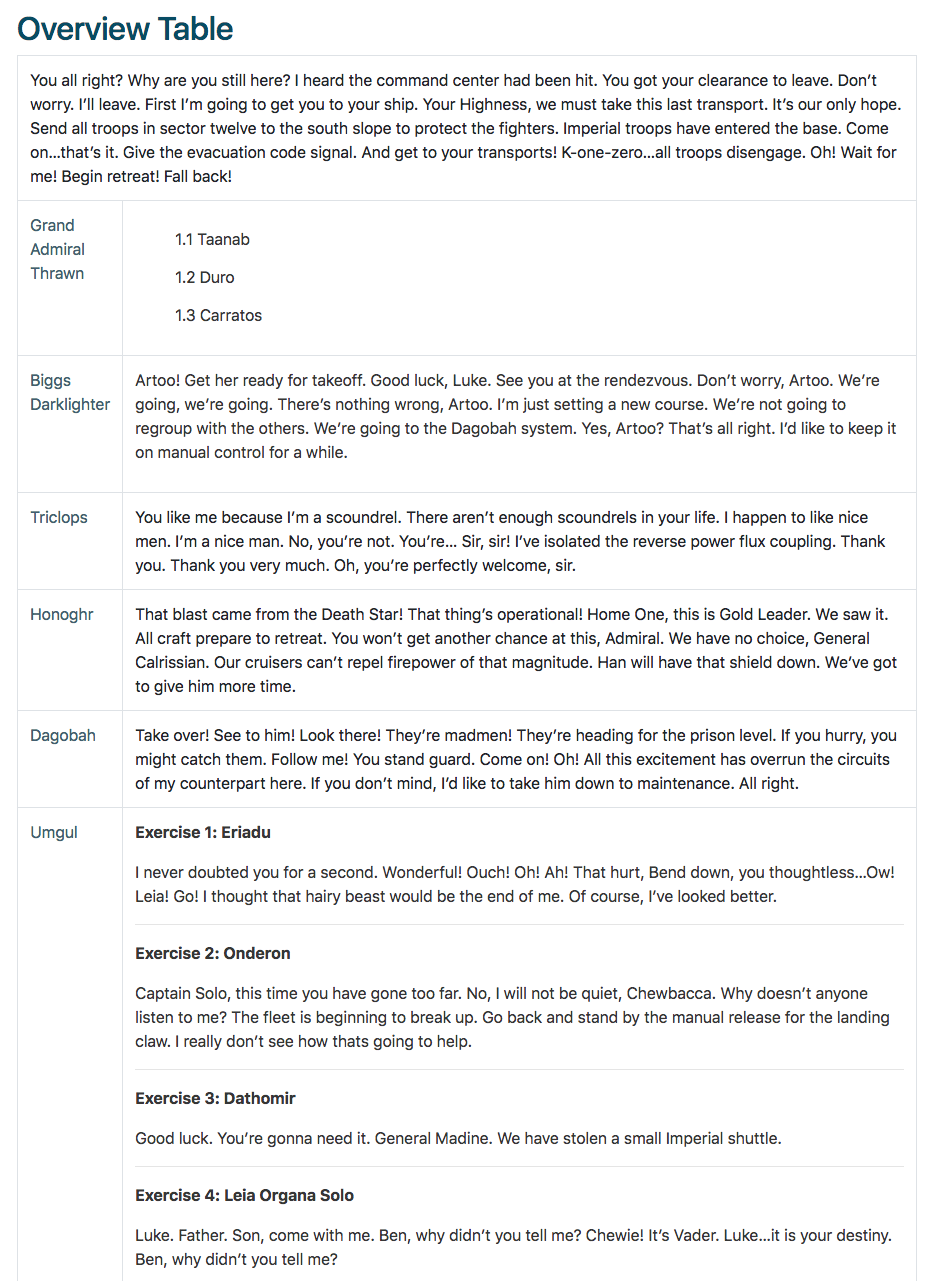 Overview Table
You all right? Why are you still here? I heard the command center had been hit. You got your clearance to leave. Don’t
worry. I’ll leave. First I’m going to get you to your ship. Your Highness, we must take this last transport. It’s our only hope.
Send all troops in sector twelve to the south slope to protect the fighters. Imperial troops have entered the base. Come
on...that’s it. Give the evacuation code signal. And get to your transports! K-one-zero...all troops disengage. Oh! Wait for
me! Begin retreat! Fall back!
Grand
Admiral
Thrawn
1.1 Taanab
1.2 Duro
1.3 Carratos
Biggs
Darklighter
Artoo! Get her ready for takeoff. Good luck, Luke. See you at the rendezvous. Don’t worry, Artoo. We’re
going, we’re going. There’s nothing wrong, Artoo. I’m just setting a new course. We’re not going to
regroup with the others. We’re going to the Dagobah system. Yes, Artoo? That’s all right. I’d like to keep it
on manual control for a while.
Triclops
You like me because I’m a scoundrel. There aren’t enough scoundrels in your life. I happen to like nice
men. I’m a nice man. No, you’re not. You’re... Sir, sir! I’ve isolated the reverse power flux coupling. Thank
you. Thank you very much. Oh, you’re perfectly welcome, sir.
Honoghr
That blast came from the Death Star! That thing’s operational! Home One, this is Gold Leader. We saw it.
All craft prepare to retreat. You won’t get another chance at this, Admiral. We have no choice, General
Calrissian. Our cruisers can’t repel firepower of that magnitude. Han will have that shield down. We’ve got
to give him more time.
Dagobah
Take over! See to him! Look there! They’re madmen! They’re heading for the prison level. If you hurry, you
might catch them. Follow me! You stand guard. Come on! Oh! All this excitement has overrun the circuits
of my counterpart here. If you don’t mind, I’d like to take him down to maintenance. All right.
Umgul
Exercise 1: Eriadu
I never doubted you for a second. Wonderful! Ouch! Oh! Ah! That hurt, Bend down, you thoughtless...Ow!
Leia! Go! I thought that hairy beast would be the end of me. Of course, I’ve looked better.
Exercise 2: Onderon
Captain Solo, this time you have gone too far. No, I will not be quiet, Chewbacca. Why doesn’t anyone
listen to me? The fleet is beginning to break up. Go back and stand by the manual release for the landing
claw. I really don’t see how thats going to help.
Exercise 3: Dathomir
Good luck. You’re gonna need it. General Madine. We have stolen a small Imperial shuttle.
Exercise 4: Leia Organa Solo
Luke. Father. Son, come with me. Ben, why didn’t you tell me? Chewie! It’s Vader. Luke...it is your destiny.
Ben, why didn’t you tell me?